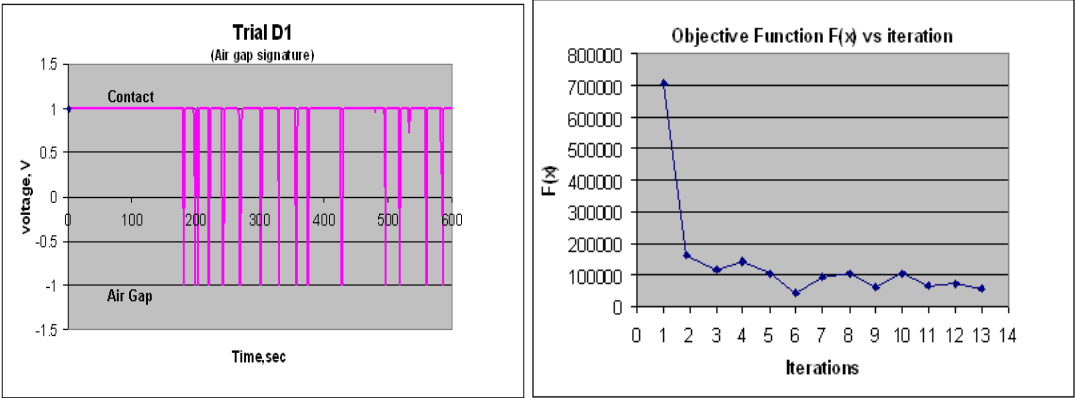 Trial D1
(Air gap signature)
1.5
Contact
1
0.5
0
0 100 200 300 400 500 600
-0.5
-1
Air Gap
-1.5
voltage, V
Time,sec
Objective Function F(x) vs iteration
800000
700000
600000
500000
400000
300000
200000
100000
0
F(x)
0 1 2 3 4 5 6 7 8 9 10 11 12 13 14
Iterations